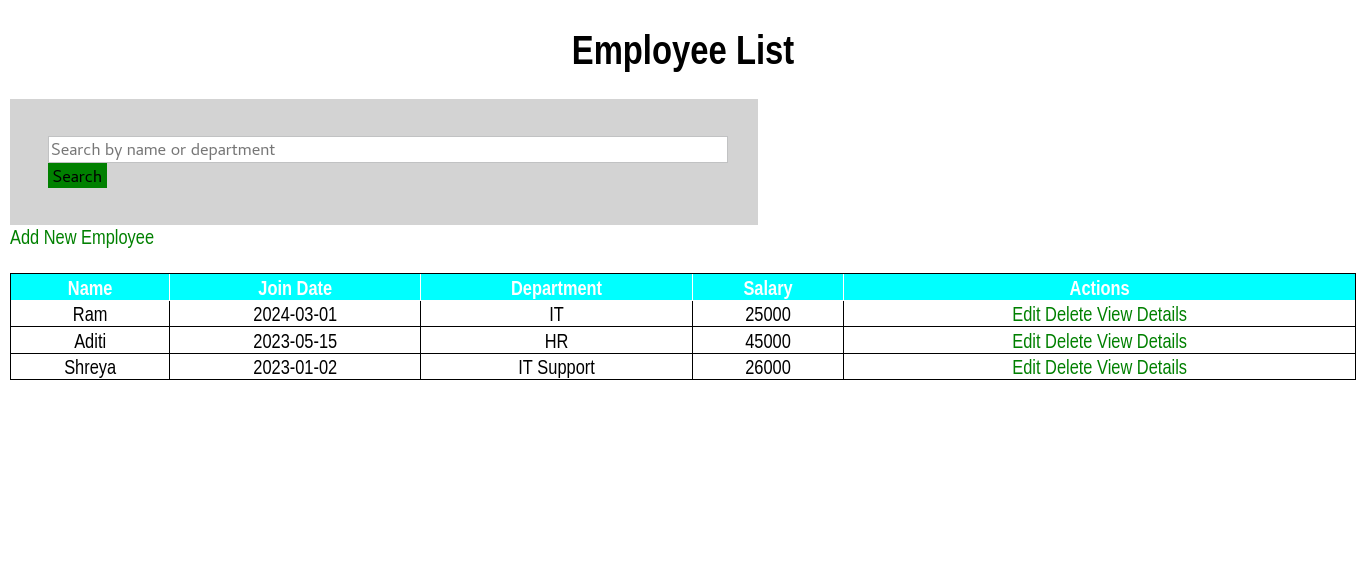 Employee List
Search by name or department
Search
Add New Employee
Name Join Date Department Salary Actions
Ram 2024-03-01 IT 25000 Edit Delete View Details
Aditi 2023-05-15 HR 45000 Edit Delete View Details
Shreya 2023-01-02 IT Support 26000 Edit Delete View Details